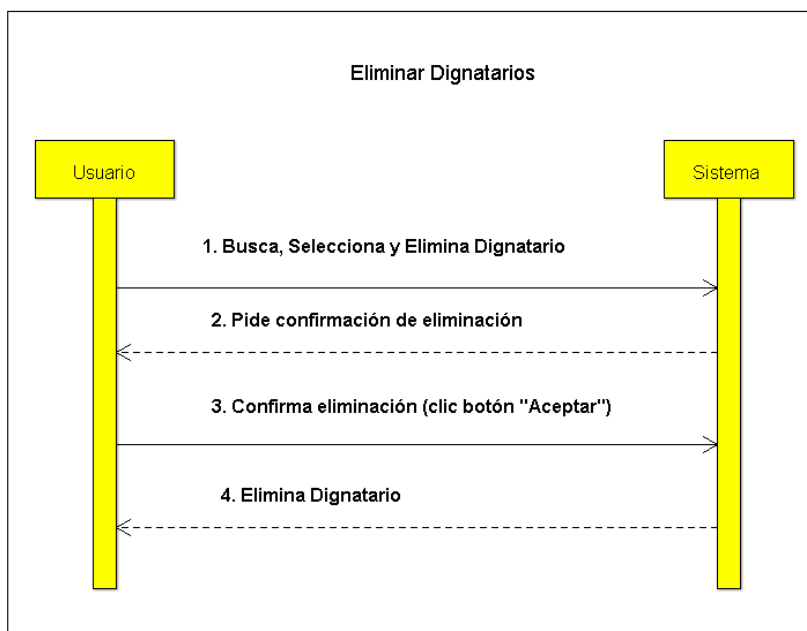 Eliminar Dignatarios
Usuario
Sistema
1. Busca, Selecciona y Elimina Dignatario
2. Pide confirmación de eliminación
3. Confirma eliminación (clic botón "Aceptar")
4. Elimina Dignatario